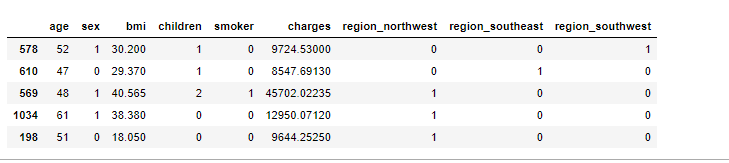 age sex bmi children smoker charges region_northwest region_southeast region_southwest
578 52 1 30.200 1 0 9724.53000 0 0 1
610 47 0 29.370 1 0 8547.69130 0 1 0
569 48 1 40.565 2 1 45702.02235 1 0 0
1034 61 1 38.380 0 0 12950.07120 1 0 0
198 51 0 18.050 0 0 9644.25250 1 0 0